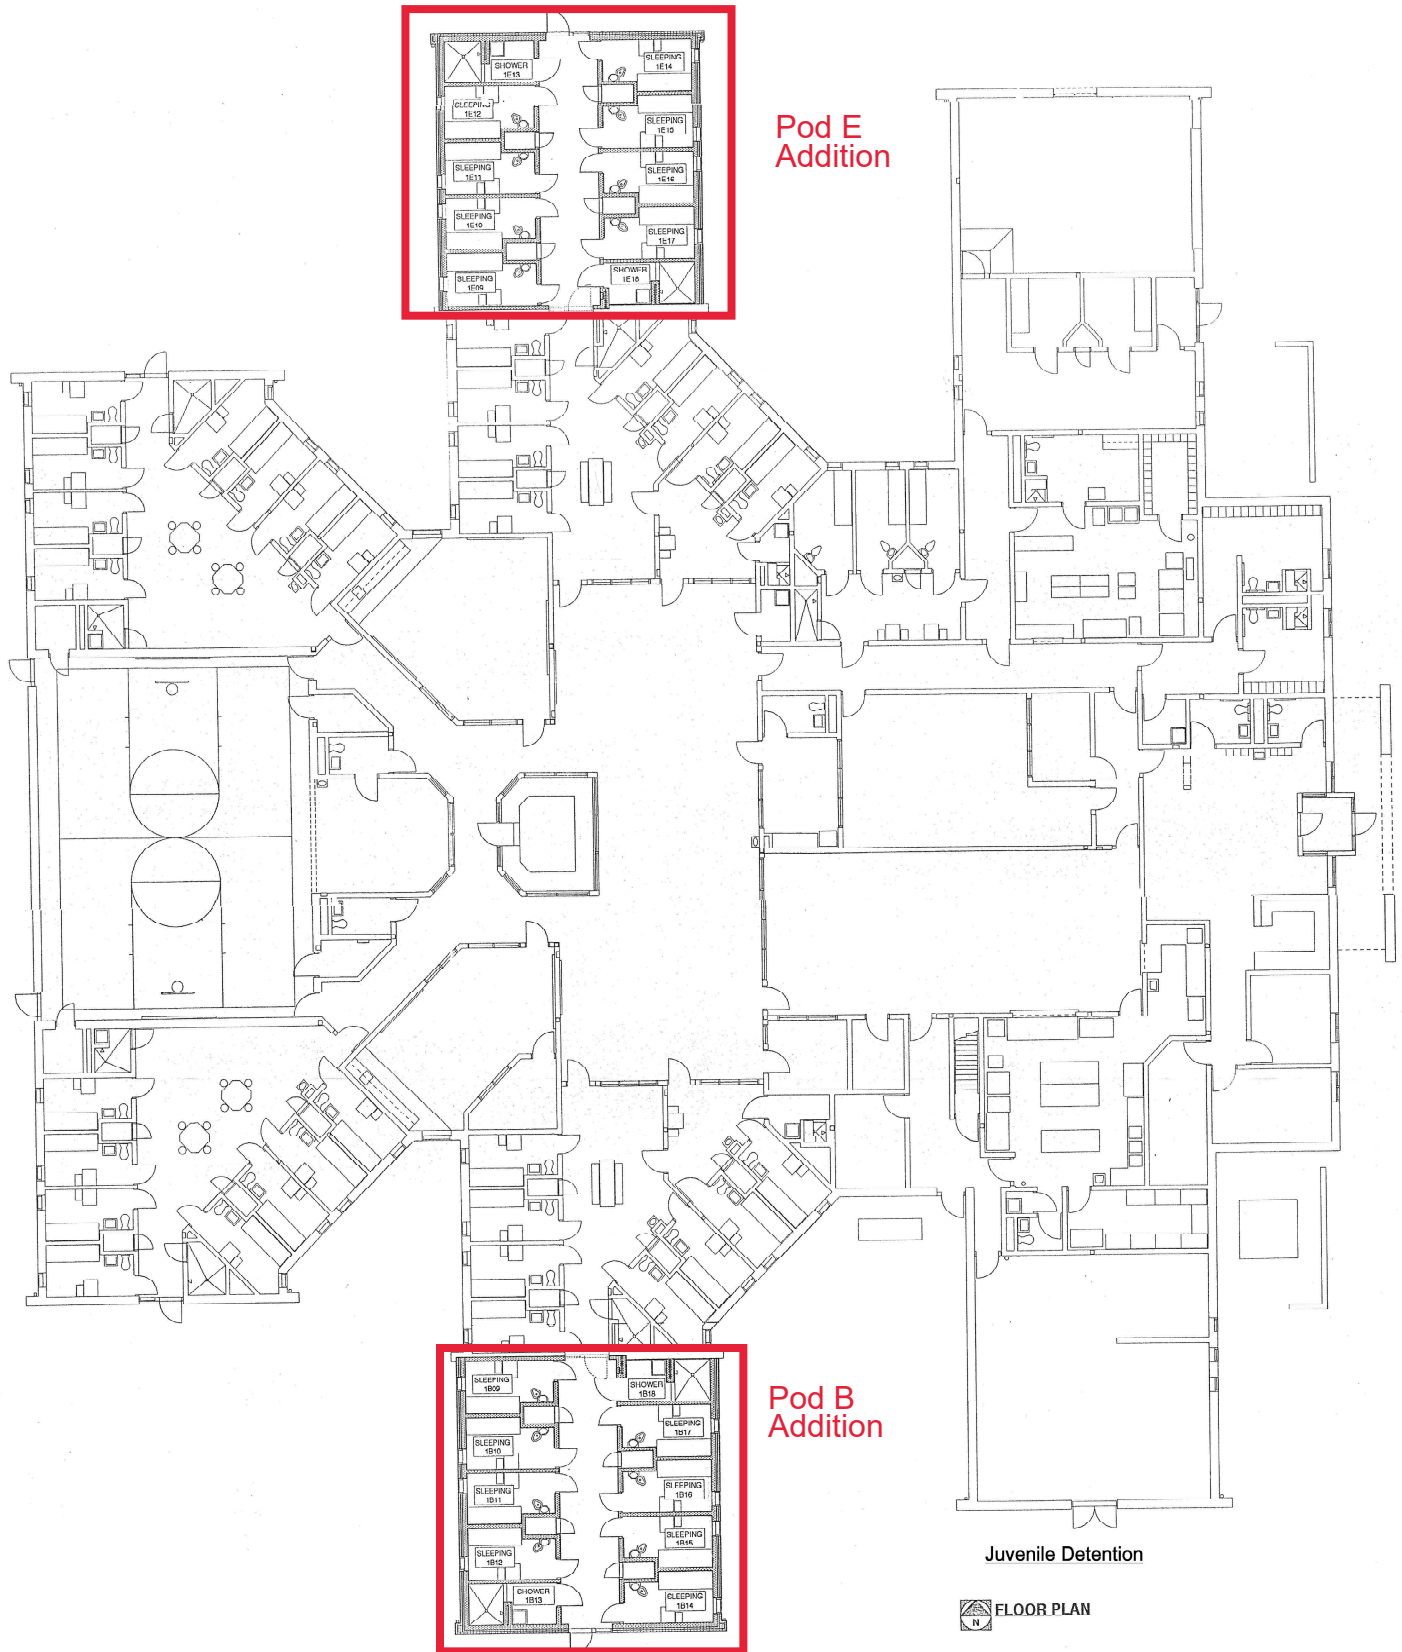 SHOWER
1E13
SLEEPING
1E14
SLEEPING
1E12
SLEEPING
1E15
SLEEPING
1E11
SLEEPING
1E16
SLEEPING
1E10
SLEEPING
1E17
SLEEPING
1E09
SHOWER
1E18
Pod E
Addition
SLEEPING
1B09
SHOWER
1B18
SLEEPING
1B10
SLEEPING
1B17
SLEEPING
1B11
SLEEPING
1B16
SLEEPING
1B12
SLEEPING
1B15
SHOWER
1B13
SLEEPING
1B14
Pod B
Addition
Juvenile Detention
N
FLOOR PLAN